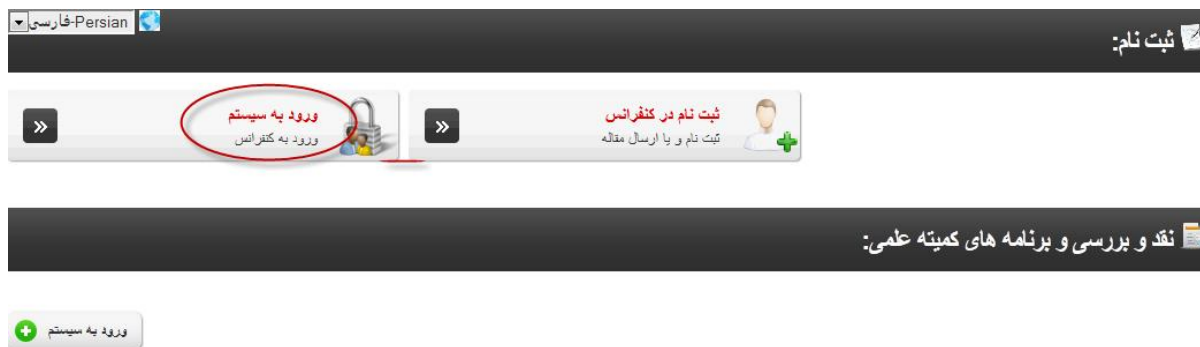 Persian-فارسی
ثبت نام:
ثبت نام در کنفرانس
ثبت نام و یا ارسال مقاله
ورود به سیستم
ورود به کنفرانس
نقد و بررسی و برنامه های کمیته علمی:
ورود به سیستم